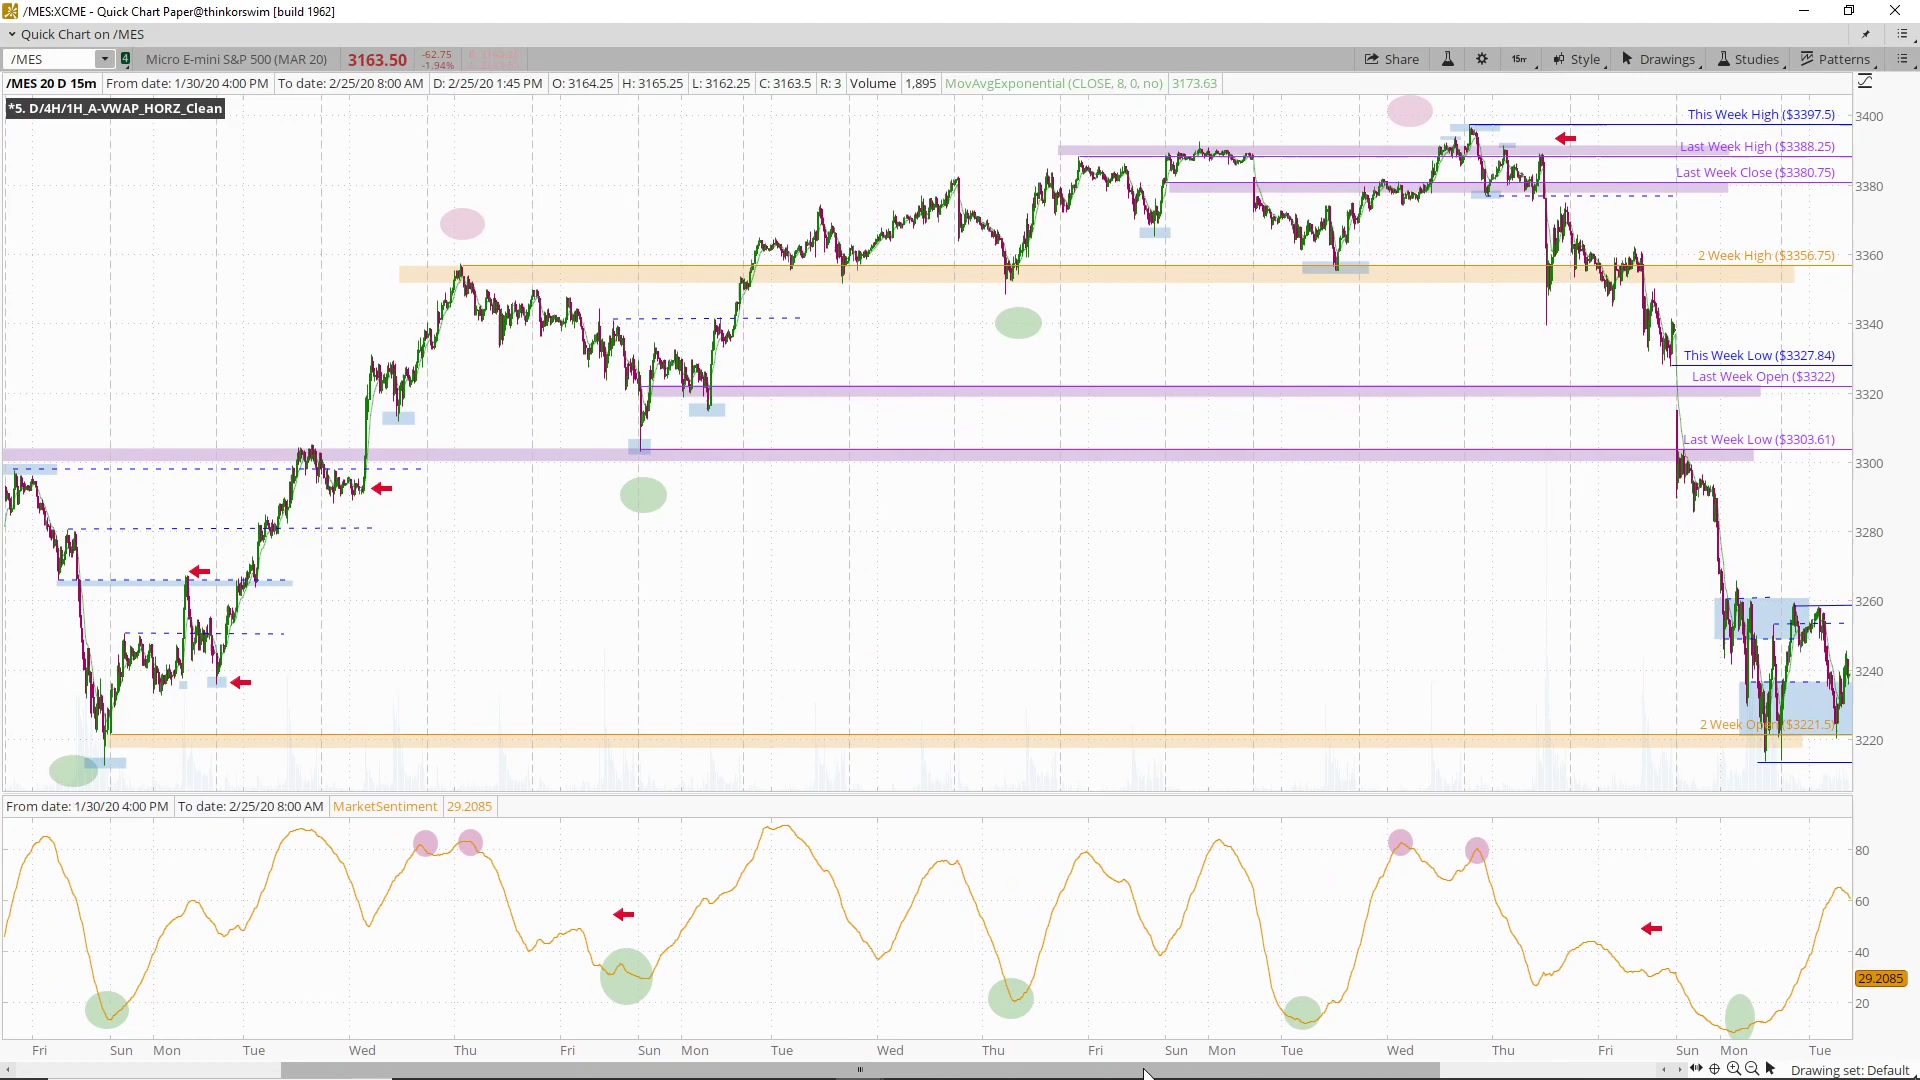 /MES:XCME - Quick Chart Paper@thinkorswim [build 1962]
Quick Chart on /MES
/MES 4 Micro E-mini S&P 500 (MAR 20) 3163.50 -62.75 -1.94% Share 15m Style Drawings Studies Patterns
/MES 20 D 15m From date: 1/30/20 4:00 PM To date: 2/25/20 8:00 AM D: 2/25/20 1:45 PM O: 3164.25 H: 3165.25 L: 3162.25 C: 3163.5 R: 3 Volume 1,895 MovAvgExponential (CLOSE, 8, 0, no) 3173.63
*5. D/4H/1H_A-VWAP_HORZ_Clean
This Week High ($3397.5) 3400
Last Week High ($3388.25)
Last Week Close ($3380.75)
3380
2 Week High ($3356.75) 3360
3340
This Week Low ($3327.84)
Last Week Open ($3322)
3320
Last Week Low ($3303.61)
3300
3280
3260
3240
2 Week Open ($3221.5)
3220
From date: 1/30/20 4:00 PM To date: 2/25/20 8:00 AM MarketSentiment 29.2085
80
60
40
29.2085
20
Fri Sun Mon Tue Wed Thu Fri Sun Mon Tue Wed Thu Fri Sun Mon Tue Wed Thu Fri Sun Mon Tue
Drawing set: Default